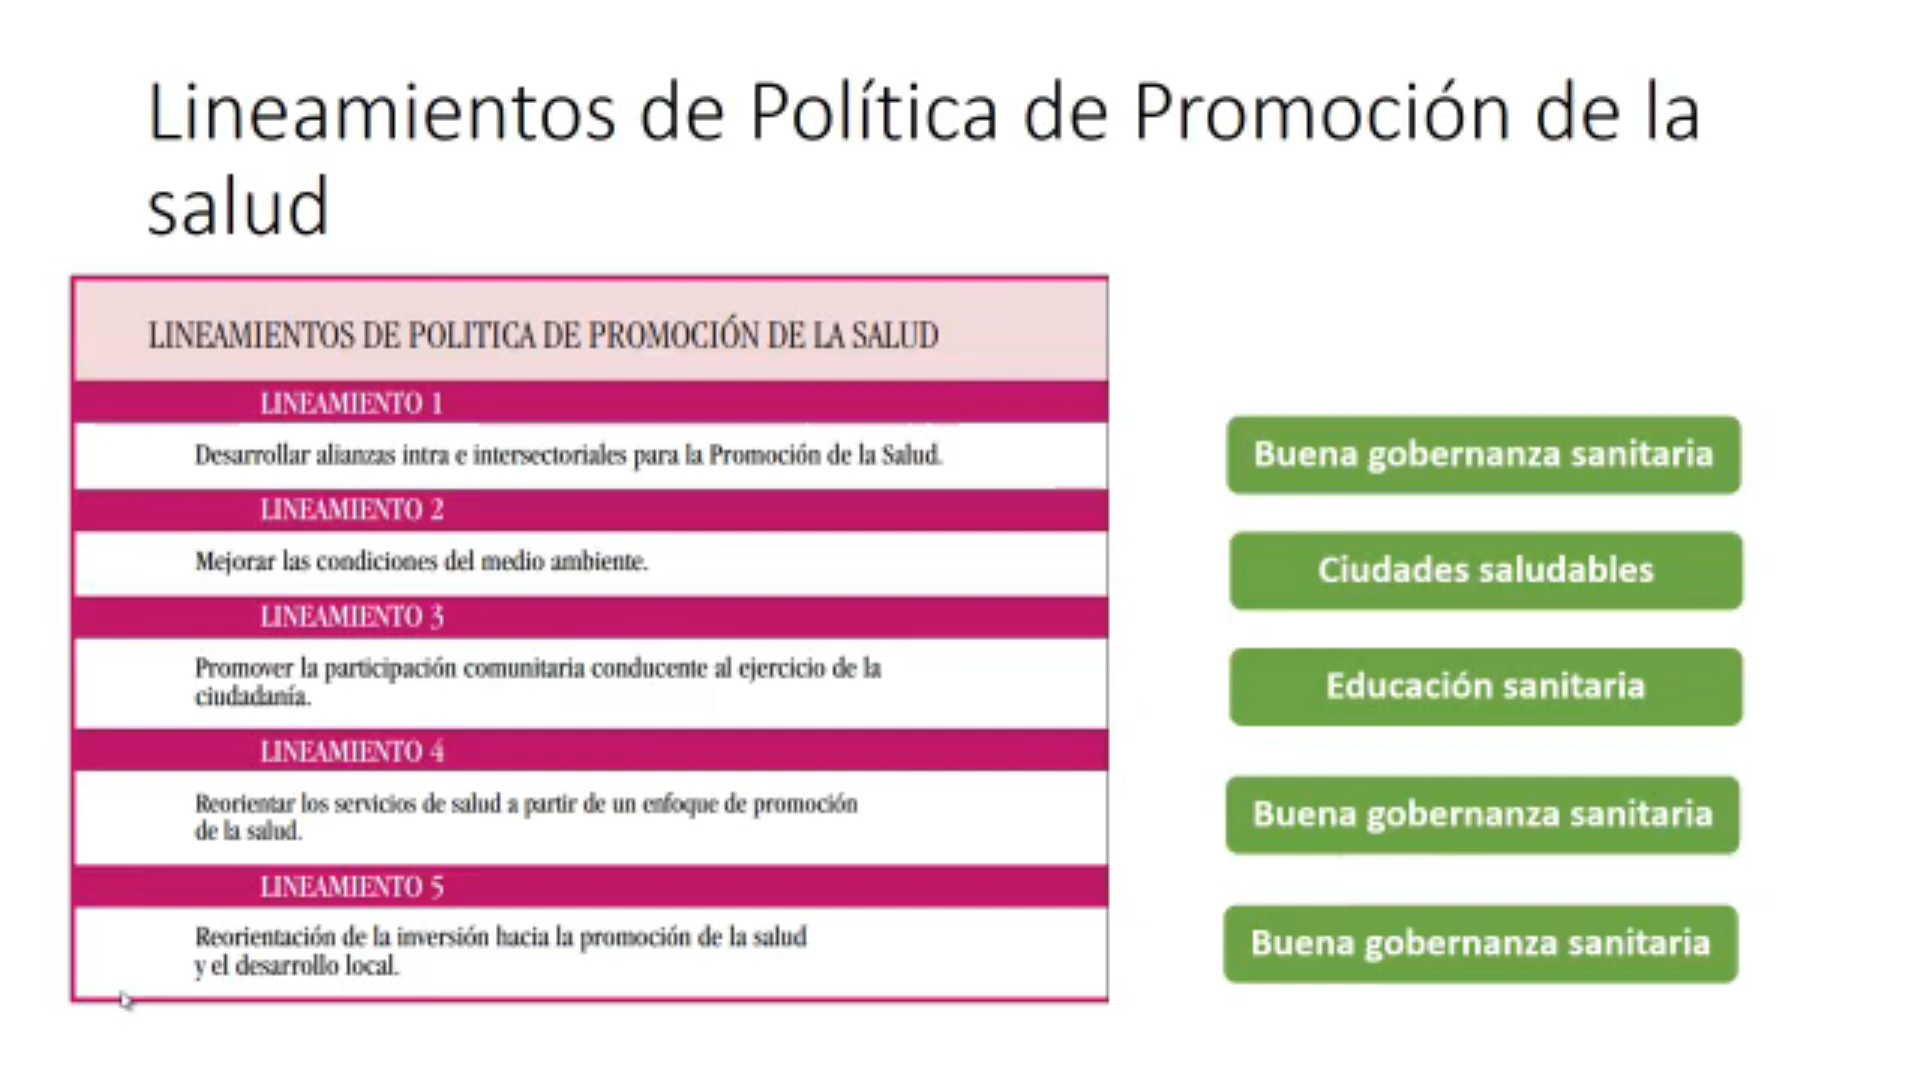 Lineamientos de Política de Promoción de la
salud
LINEAMIENTOS DE POLITICA DE PROMOCIÓN DE LA SALUD
LINEAMIENTO 1
Desarrollar alianzas intra e intersectoriales para la Promoción de la Salud.
Buena gobernanza sanitaria
LINEAMIENTO 2
Mejorar las condiciones del medio ambiente.
Ciudades saludables
LINEAMIENTO 3
Promover la participación comunitaria conducente al ejercicio de la
ciudadanía.
Educación sanitaria
LINEAMIENTO 4
Reorientar los servicios de salud a partir de un enfoque de promoción
de la salud.
Buena gobernanza sanitaria
LINEAMIENTO 5
Reorientación de la inversión hacia la promoción de la salud
y el desarrollo local.
Buena gobernanza sanitaria